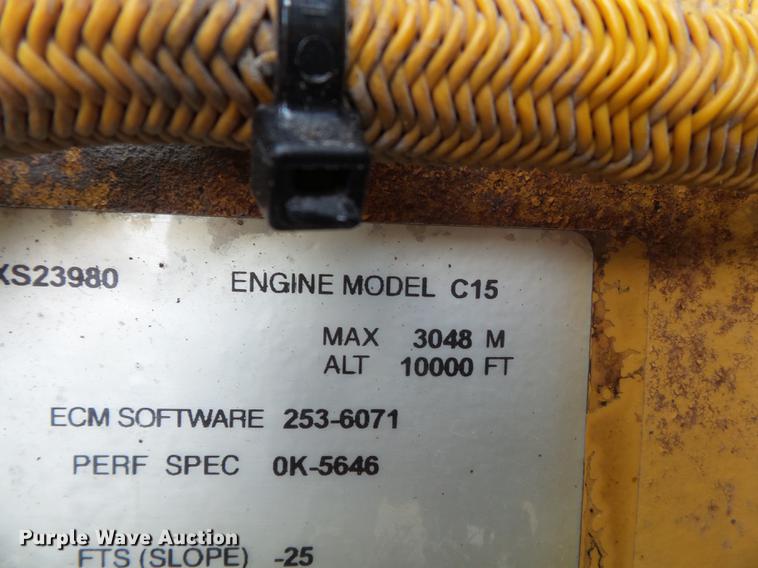 XS23980 ENGINE MODEL C15
MAX 3048 M
ALT 10000 FT
ECM SOFTWARE 253-6071
PERF SPEC 0K-5646
Purple Wave Auction
FTS (SLOPE) -25